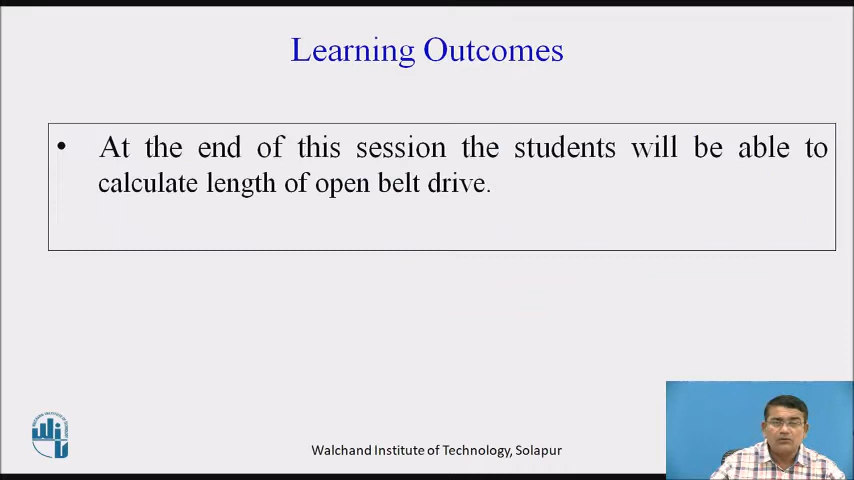 Learning Outcomes
• At the end of this session the students will be able to
calculate length of open belt drive.
Walchand Institute of Technology, Solapur